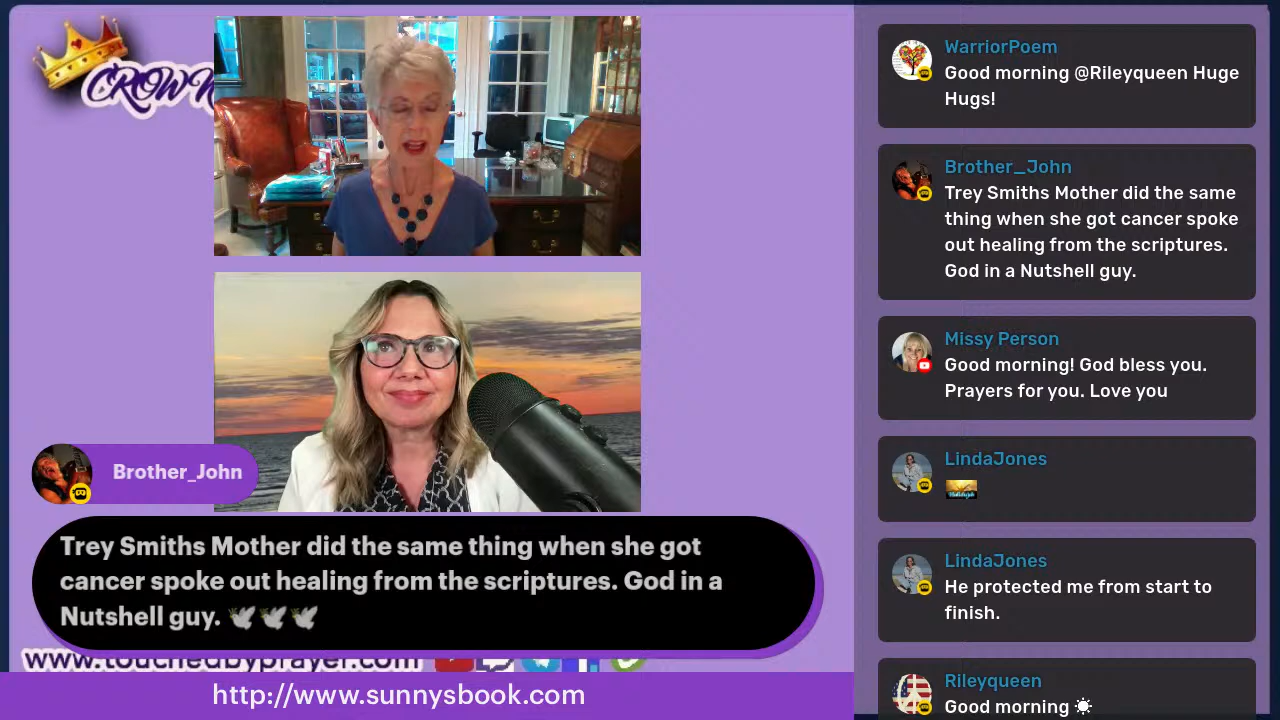 CROWN
WarriorPoem
Good morning @Rileyqueen Huge
Hugs!
Brother_John
Trey Smiths Mother did the same
thing when she got cancer spoke
out healing from the scriptures.
God in a Nutshell guy.
Missy Person
Good morning! God bless you.
Prayers for you. Love you
LindaJones
LindaJones
He protected me from start to
finish.
Rileyqueen
Good morning ☀
Brother_John
Trey Smiths Mother did the same thing when she got
cancer spoke out healing from the scriptures. God in a
Nutshell guy. 🕊🕊🕊
www.touchedbyprayer.com
http://www.sunnysbook.com